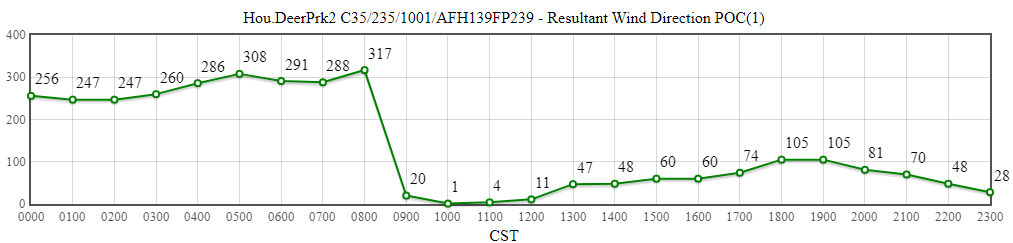 Hou.DeerPrk2 C35/235/1001/AFH139FP239 - Resultant Wind Direction POC(1)
400
300
200
100
0
256 247 247 260 286 308 291 288 317 20 1 4 11 47 48 60 60 74 105 105 81 70 48 28
0000 0100 0200 0300 0400 0500 0600 0700 0800 0900 1000 1100 1200 1300 1400 1500 1600 1700 1800 1900 2000 2100 2200 2300
CST